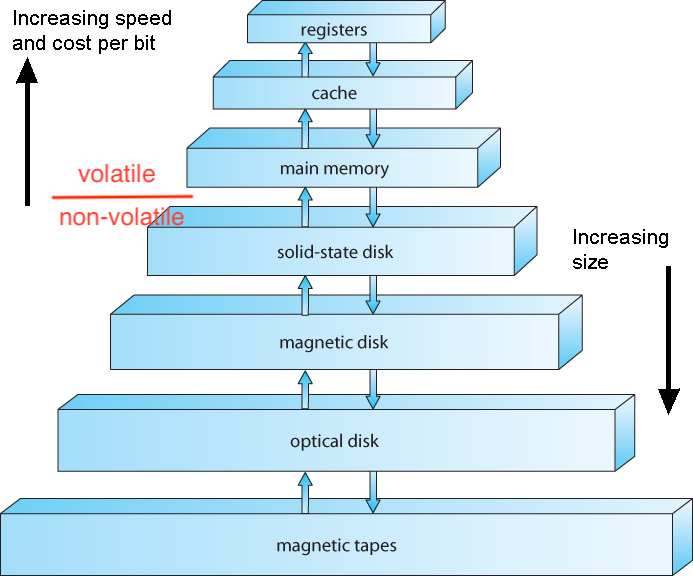 Increasing speed
and cost per bit
registers
cache
main memory
volatile
non-volatile
solid-state disk
Increasing
size
magnetic disk
optical disk
magnetic tapes